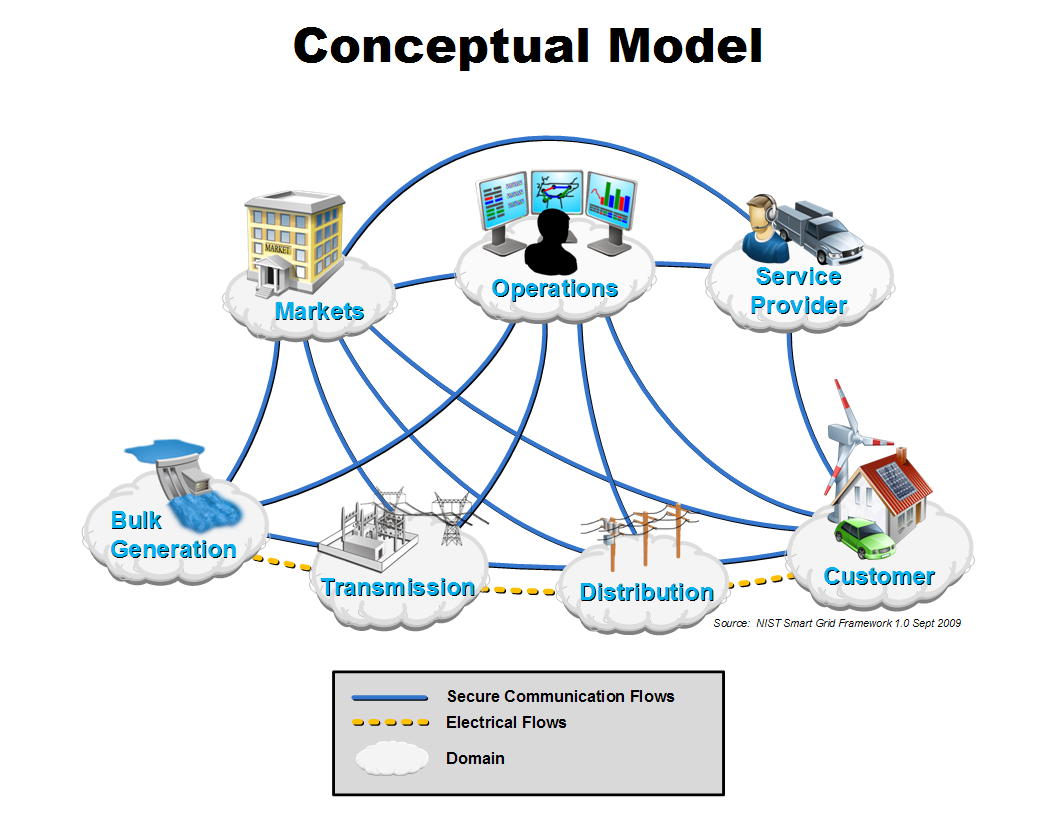 Conceptual Model
MARKET
Markets
Operations
Service
Provider
Bulk
Generation
Transmission
Distribution
Customer
Source: NIST Smart Grid Framework 1.0 Sept 2009
Secure Communication Flows
Electrical Flows
Domain